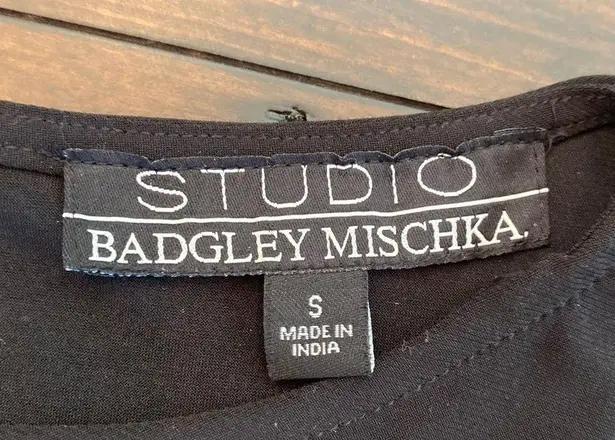 STUDIO
BADGLEY MISCHKA.
S
MADE IN
INDIA